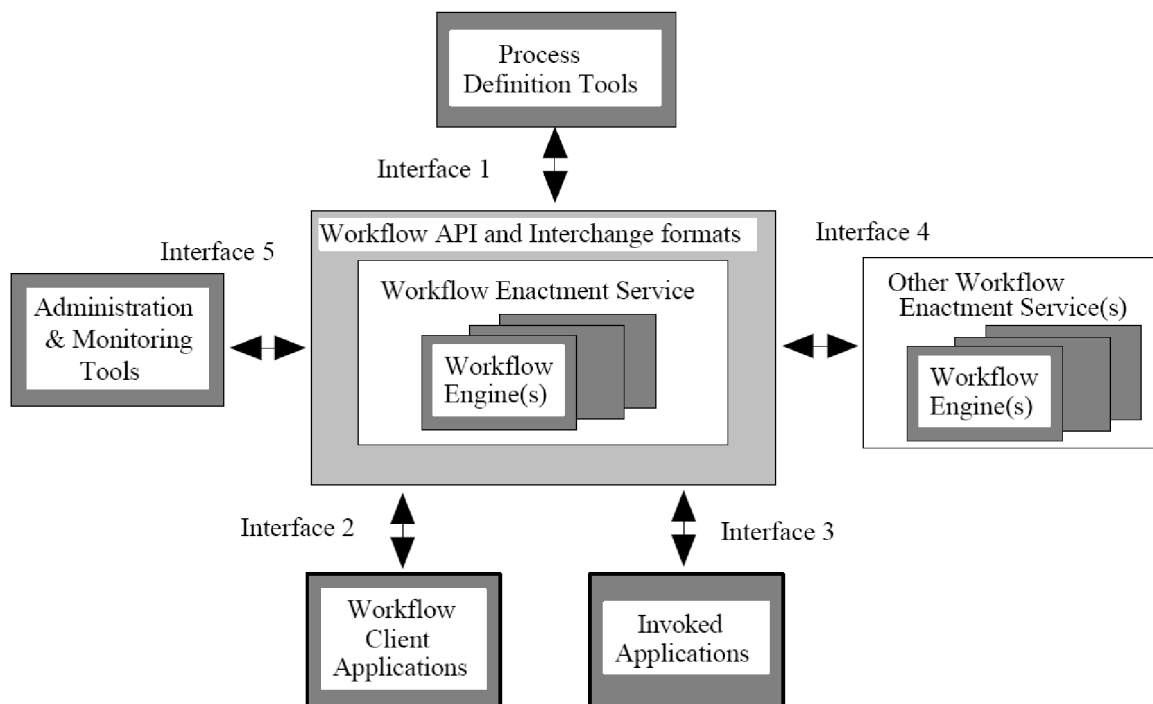 Process
Definition Tools
Interface 1
Workflow API and Interchange formats
Interface 5
Interface 4
Workflow Enactment Service
Workflow
Engine(s)
Administration
& Monitoring
Tools
Other Workflow
Enactment Service(s)
Workflow
Engine(s)
Interface 2
Interface 3
Workflow
Client
Applications
Invoked
Applications